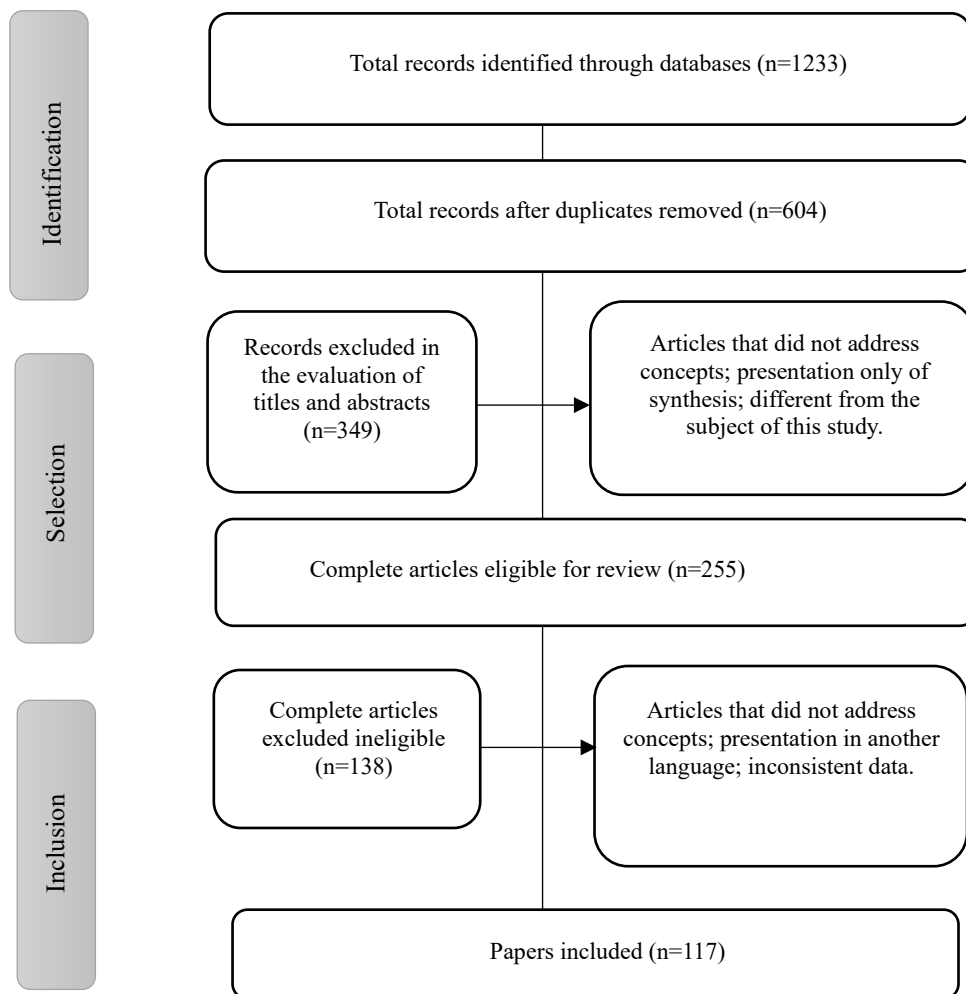 Identification
Total records identified through databases (n=1233)
Total records after duplicates removed (n=604)
Selection
Records excluded in
the evaluation of
titles and abstracts
(n=349)
Articles that did not address
concepts; presentation only of
synthesis; different from the
subject of this study.
Complete articles eligible for review (n=255)
Inclusion
Complete articles
excluded ineligible
(n=138)
Articles that did not address
concepts; presentation in another
language; inconsistent data.
Papers included (n=117)